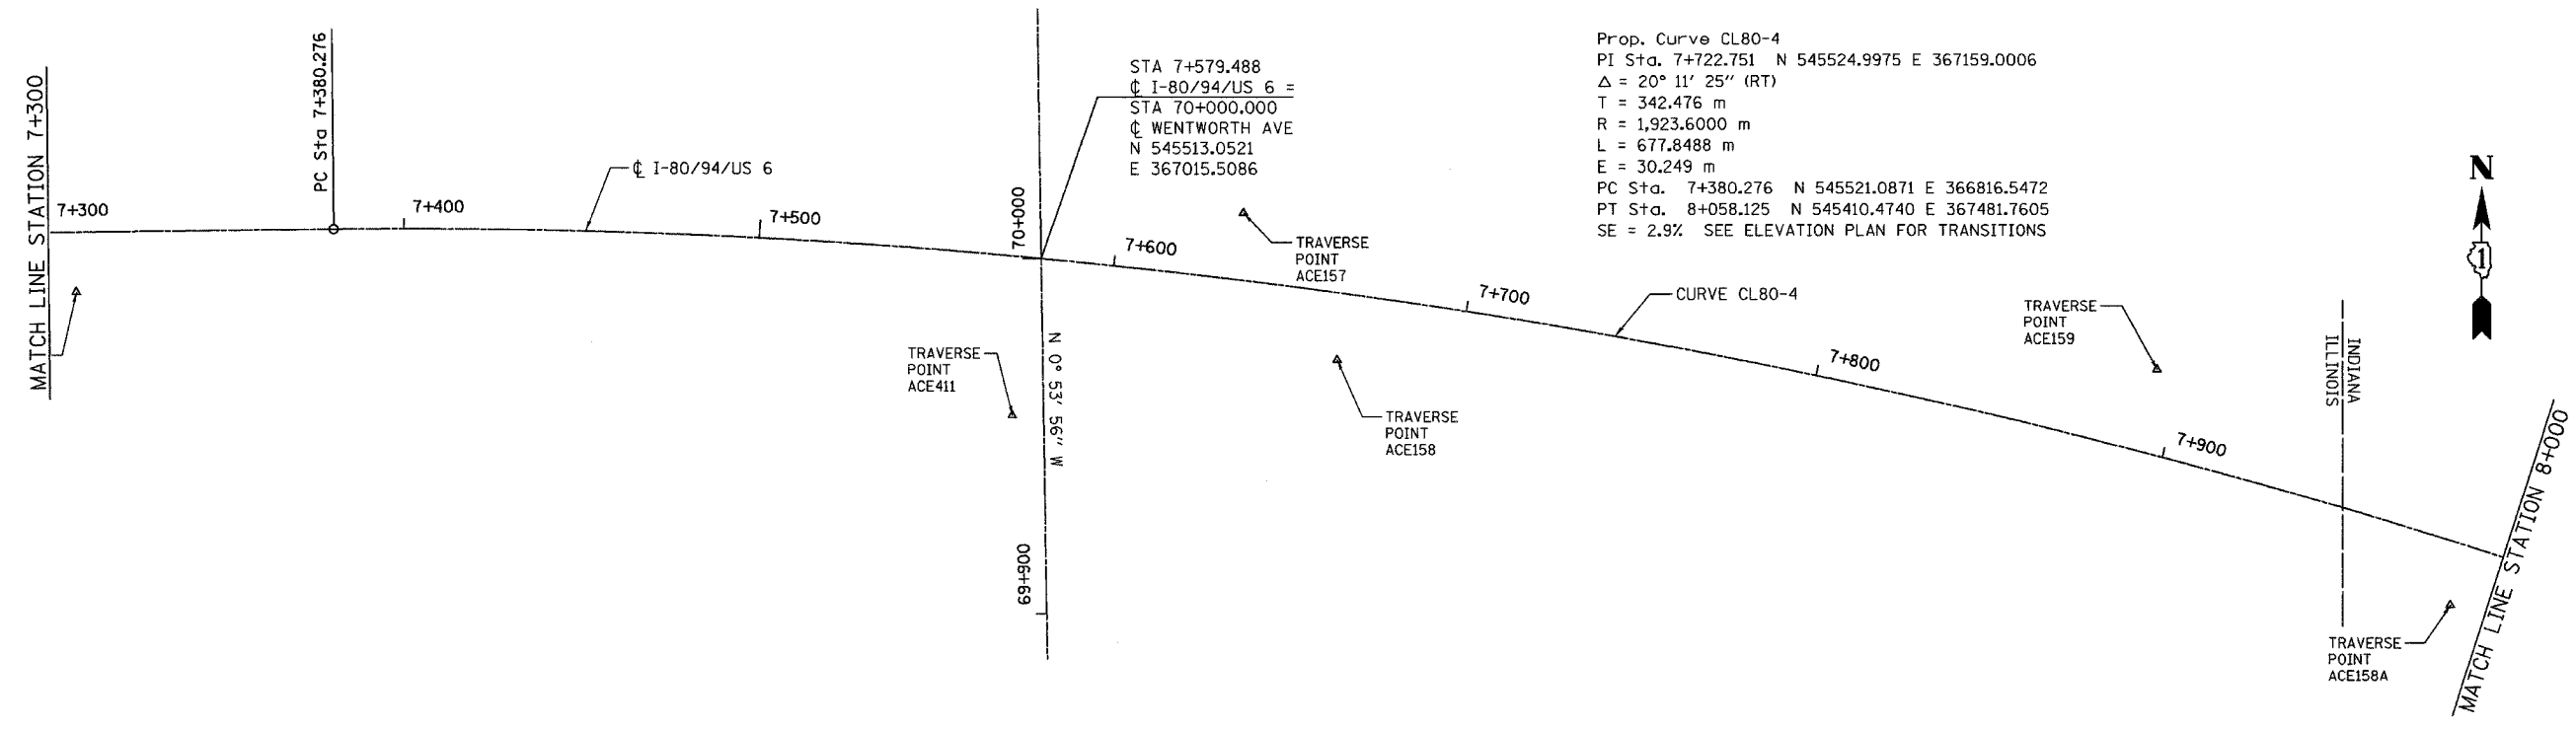 MATCH LINE STATION 7+300
7+300
PC Sta 7+380.276
7+400
₵ I-80/94/US 6
7+500
70+000
STA 7+579.488
₵ I-80/94/US 6 =
STA 70+000.000
₵ WENTWORTH AVE
N 545513.0521
E 367015.5086
7+600
TRAVERSE
POINT
ACE157
TRAVERSE
POINT
ACE411
N 0° 53' 56" W
69+900
TRAVERSE
POINT
ACE158
7+700
CURVE CL80-4
7+800
Prop. Curve CL80-4
PI Sta. 7+722.751 N 545524.9975 E 367159.0006
Δ = 20° 11' 25" (RT)
T = 342.476 m
R = 1,923.6000 m
L = 677.8488 m
E = 30.249 m
PC Sta. 7+380.276 N 545521.0871 E 366816.5472
PT Sta. 8+058.125 N 545410.4740 E 367481.7605
SE = 2.9% SEE ELEVATION PLAN FOR TRANSITIONS
TRAVERSE
POINT
ACE159
7+900
INDIANA
ILLINOIS
N
1
TRAVERSE
POINT
ACE158A
MATCH LINE STATION 8+000